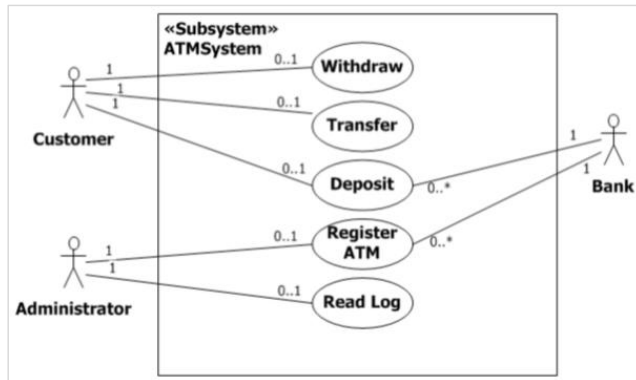 «Subsystem»
ATMSystem
1
0..1
Withdraw
1
0..1
Transfer
1
Customer
0..1
Deposit
0..*
1
Bank
1
Register
ATM
0..*
1
0..1
1
Administrator
0..1
Read Log